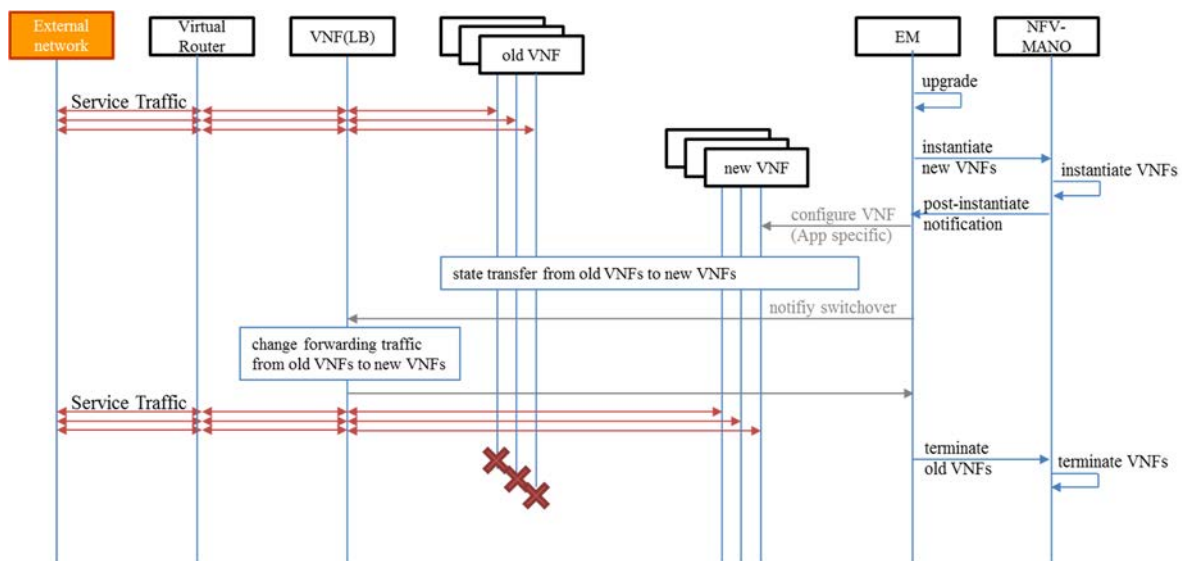 External
network
Virtual
Router
VNF(LB)
old VNF
EM
NFV-
MANO
upgrade
Service Traffic
instantiate
new VNFs
new VNF
instantiate VNFs
post-instantiate
notification
configure VNF
(App specific)
state transfer from old VNFs to new VNFs
notifiy switchover
change forwarding traffic
from old VNFs to new VNFs
Service Traffic
terminate
old VNFs
terminate VNFs